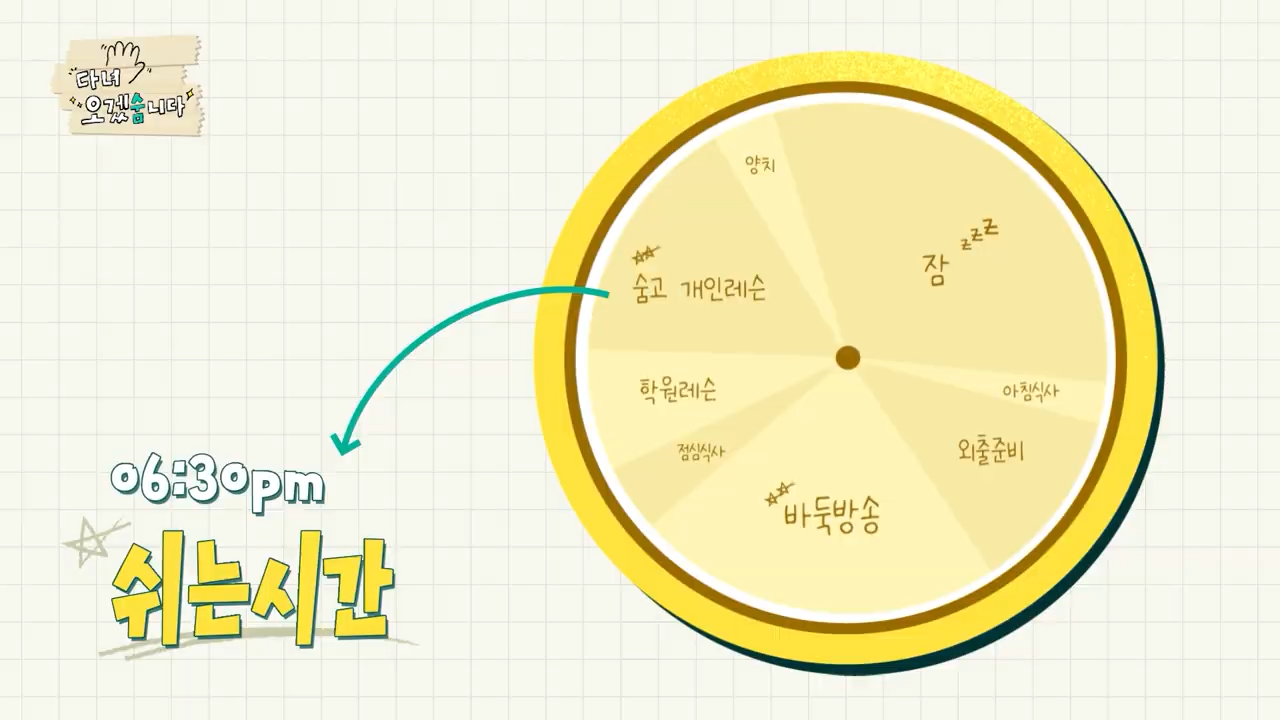 다녀
오겠숨니다
양치
잠 zzz
숨고 개인레슨
학원레슨
아침식사
점심식사
외출준비
바둑방송
06:30pm
쉬는시간